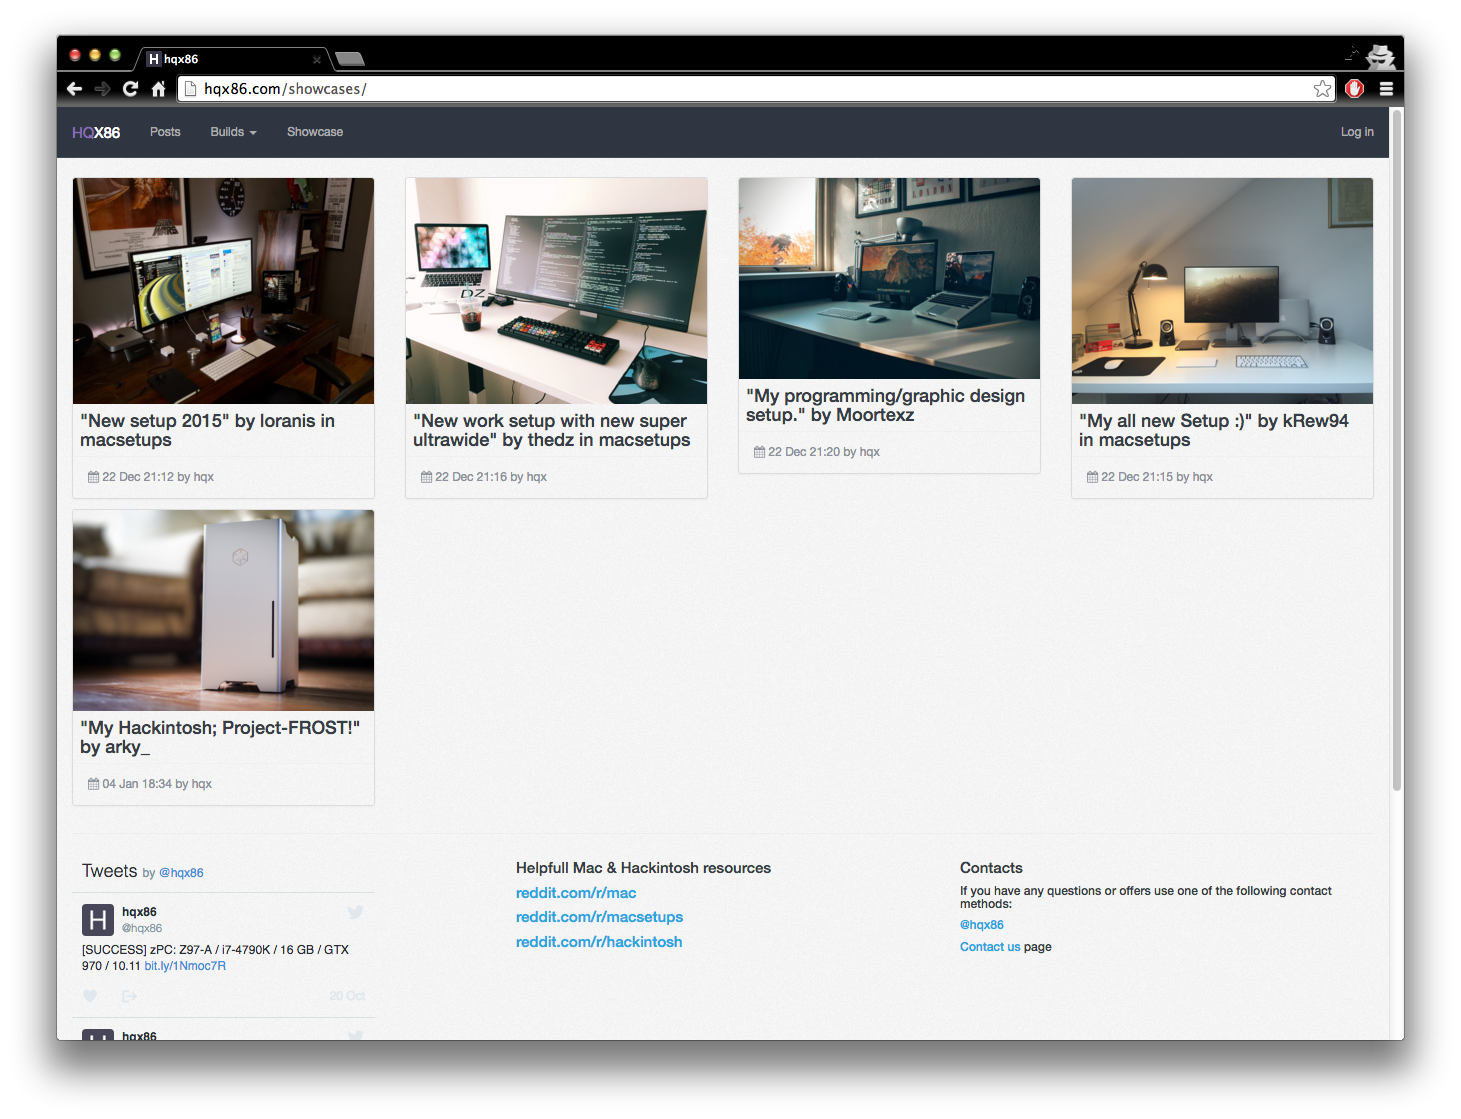 hqx86
hqx86.com/showcases/
HQX86 Posts Builds Showcase Log in
LONDON
WARS
DZ
"New setup 2015" by loranis in
macsetups
22 Dec 21:12 by hqx
"New work setup with new super
ultrawide" by thedz in macsetups
22 Dec 21:16 by hqx
"My programming/graphic design
setup." by Moortexz
22 Dec 21:20 by hqx
"My all new Setup :)" by kRew94
in macsetups
22 Dec 21:15 by hqx
"My Hackintosh; Project-FROST!"
by arky_
04 Jan 18:34 by hqx
Tweets by @hqx86
H
hqx86
@hqx86
[SUCCESS] zPC: Z97-A / i7-4790K / 16 GB / GTX
970 / 10.11 bit.ly/1Nmoc7R
20 Oct
hqx86
Helpfull Mac & Hackintosh resources
reddit.com/r/mac
reddit.com/r/macsetups
reddit.com/r/hackintosh
Contacts
If you have any questions or offers use one of the following contact
methods:
@hqx86
Contact us page